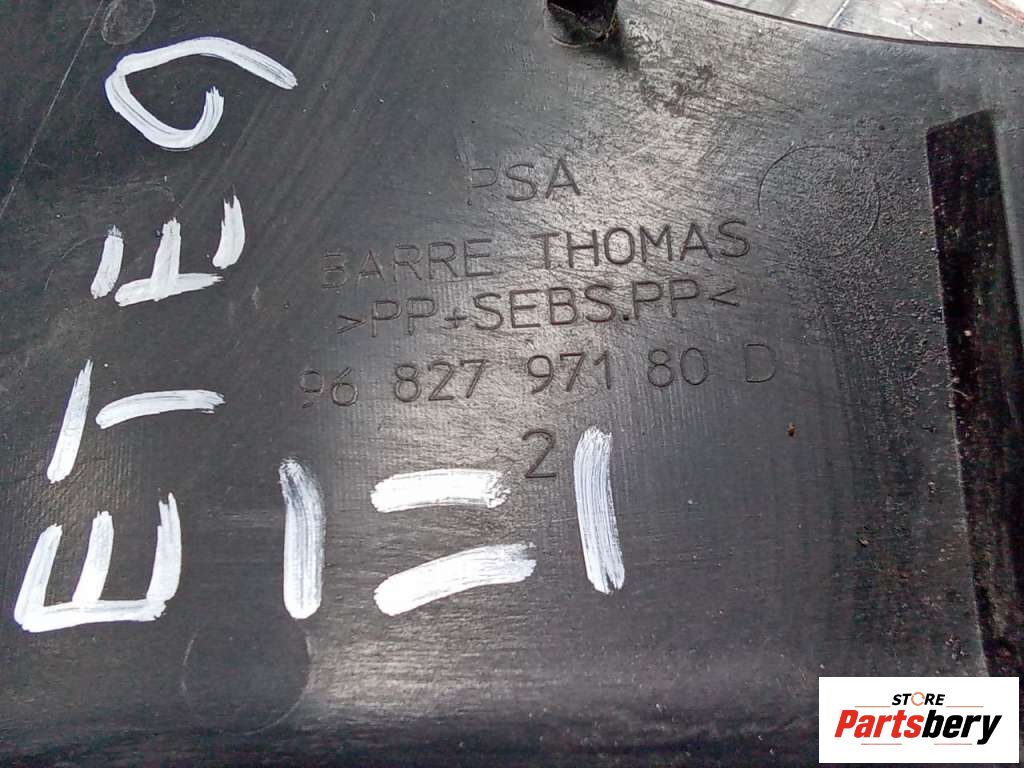 PSA
BARRE THOMAS
>PP+SEBS.PP<
96 827 971 80 D
2
STORE
Partsbery